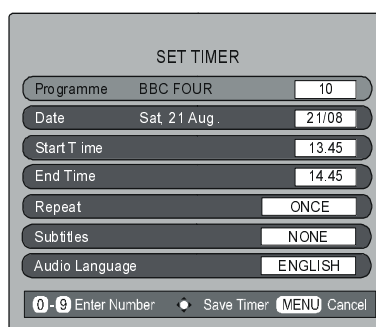 SET TIMER
Programme BBC FOUR 10
Date Sat, 21 Aug. 21/08
Start Time 13.45
End Time 14.45
Repeat ONCE
Subtitles NONE
Audio Language ENGLISH
0-9 Enter Number Save Timer MENU Cancel